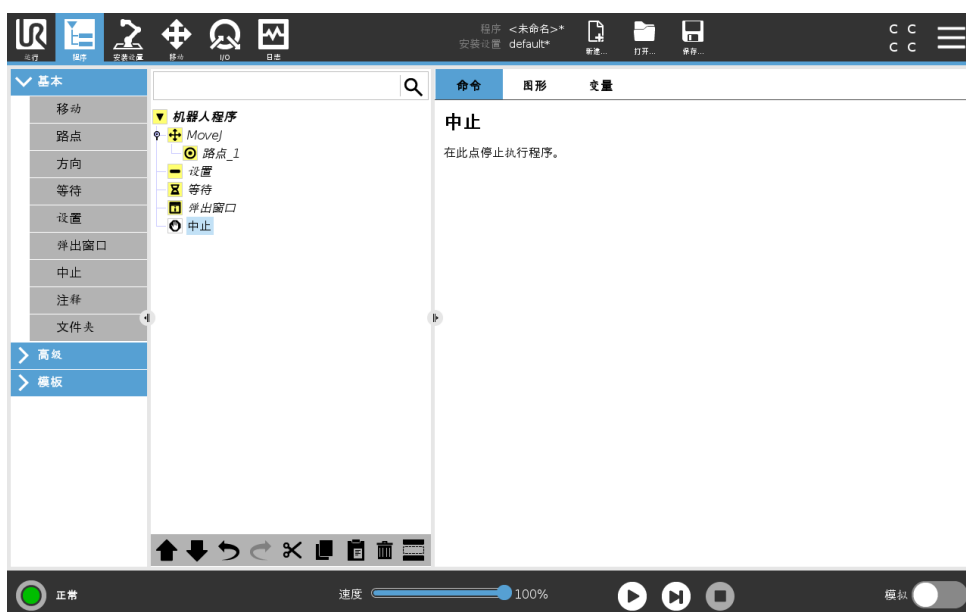 UR
程序 <未命名>*
安装设置 default*
C C
C C
运行
程序
安装设置
移动
I/O
日志
新建...
打开...
保存...
基本
移动
路点
方向
等待
设置
弹出窗口
中止
注释
文件夹
高级
模板
机器人程序
MoveJ
路点_1
设置
等待
弹出窗口
中止
命令 图形 变量
中止
在此点停止执行程序。
正常
速度
100%
模拟